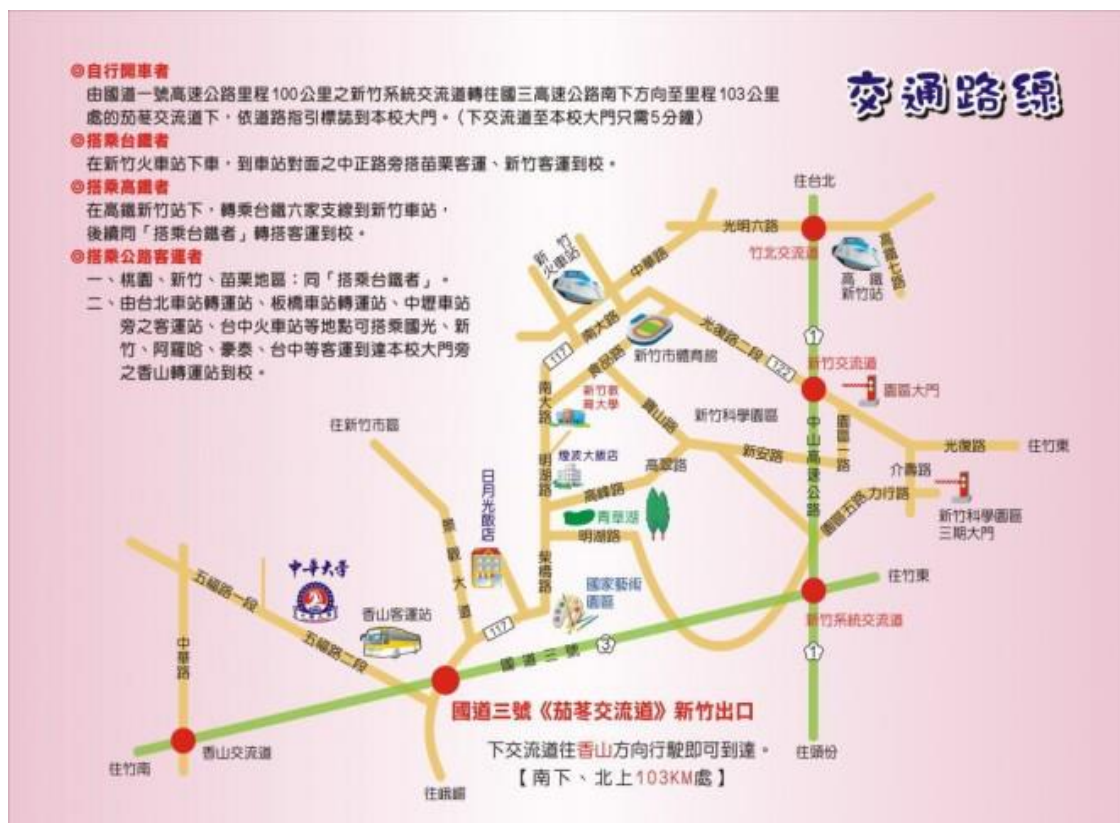 交通路線
◎自行開車者
由國道一號高速公路里程100公里之新竹系統交流道轉往國三高速公路南下方向至里程103公里
處的茄苳交流道下，依道路指引標誌到本校大門。(下交流道至本校大門只需5分鐘)
◎搭乘台鐵者
在新竹火車站下車，到車站對面之中正路旁搭苗栗客運、新竹客運到校。
◎搭乘高鐵者
在高鐵新竹站下，轉乘台鐵六家支線到新竹車站，
後續同「搭乘台鐵者」轉搭客運到校。
◎搭乘公路客運者
一、桃園、新竹、苗栗地區：同「搭乘台鐵者」。
二、由台北車站轉運站、板橋車站轉運站、中壢車站
旁之客運站、台中火車站等地點可搭乘國光、新
竹、阿羅哈、豪泰、台中等客運到達本校大門旁
之香山轉運站到校。
往台北
光明六路
竹北交流道
高鐵
新竹站
高鐵七路
新竹
火車站
中華路
南大路
117
食品路
新竹市體育館
光復路二段
122
1
新竹交流道
園區大門
南大路
新竹教
育大學
寶山路
新竹科學園區
中山高速公路
園區一路
新安路
光復路
往竹東
往新竹市區
煙波大飯店
明湖路
高翠路
高峰路
介壽路
力行路
園區五路
新竹科學園區
三期大門
日月光飯店
青草湖
明湖路
景觀大道
柴橋路
往竹東
中華大學
五福路一段
香山客運站
五福路二段
117
國家藝術
園區
新竹系統交流道
中華路
國道三號
3
1
國道三號《茄苳交流道》新竹出口
香山交流道
下交流道往香山方向行駛即可到達。
往頭份
往竹南
【南下、北上103KM處】
往峨嵋